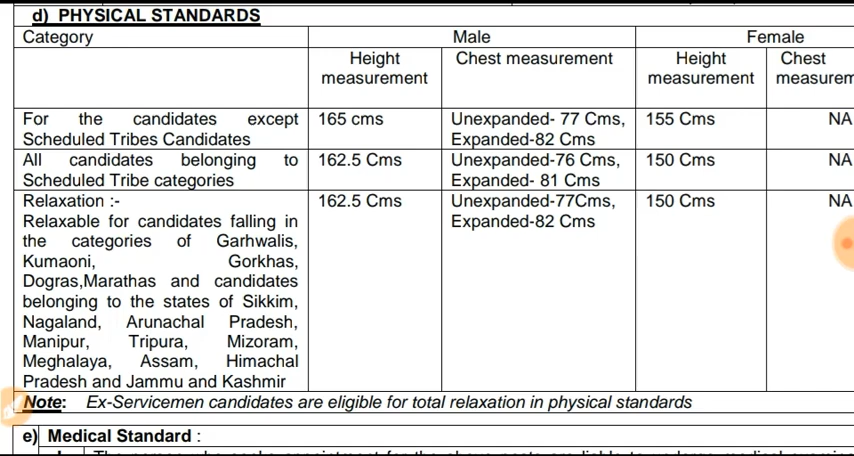 d) PHYSICAL STANDARDS
Category Male Female
Height measurement Chest measurement Height measurement Chest
For the candidates except Scheduled Tribes Candidates 165 cms Unexpanded- 77 Cms, Expanded-82 Cms 155 Cms NA
All candidates belonging to Scheduled Tribe categories 162.5 Cms Unexpanded-76 Cms, Expanded- 81 Cms 150 Cms NA
Relaxation :- 162.5 Cms Unexpanded-77Cms, 150 Cms NA
Relaxable for candidates falling in Expanded-82 Cms
the categories of Garhwalis,
Kumaoni, Gorkhas,
Dogras,Marathas and candidates
belonging to the states of Sikkim,
Nagaland, Arunachal Pradesh,
Manipur, Tripura, Mizoram,
Meghalaya, Assam, Himachal
Pradesh and Jammu and Kashmir
Note: Ex-Servicemen candidates are eligible for total relaxation in physical standards
e) Medical Standard :